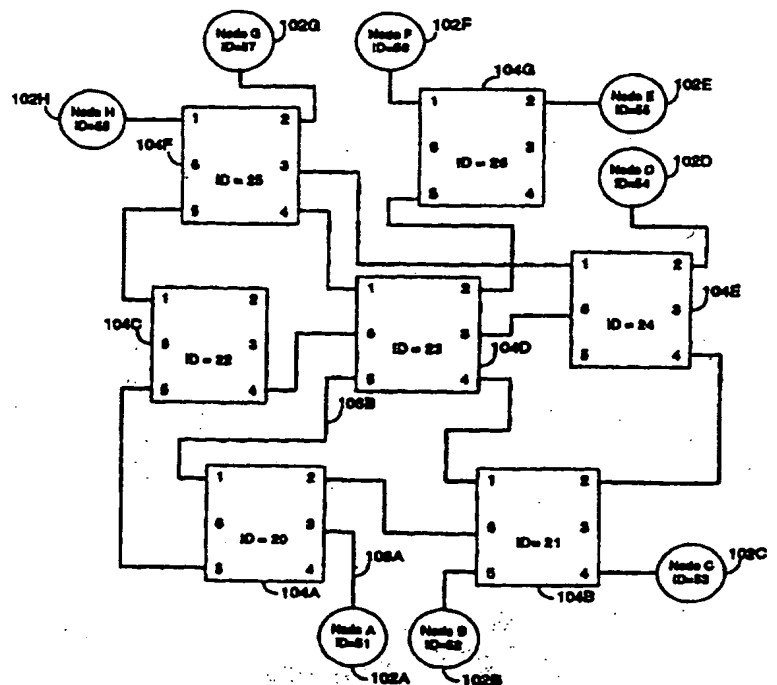 Node G
ID=57
102G
Node F
ID=56
102F
104G
102H
Node H
ID=58
1 2
104F
6 3
ID = 25
5 4
1 2
6 3
ID = 26
5 4
Node E
ID=55
102E
Node D
ID=54
102D
1 2
104C
6 3
ID = 22
5 4
1 2
6 3
ID = 23
5 4
104D
1 2
6 3
ID = 24
5 4
104E
106B
1 2
6 3
ID = 20
5 4
104A
106A
1 2
6 3
ID = 21
5 4
104B
Node C
ID=53
102C
Node A
ID=51
102A
Node B
ID=52
102B